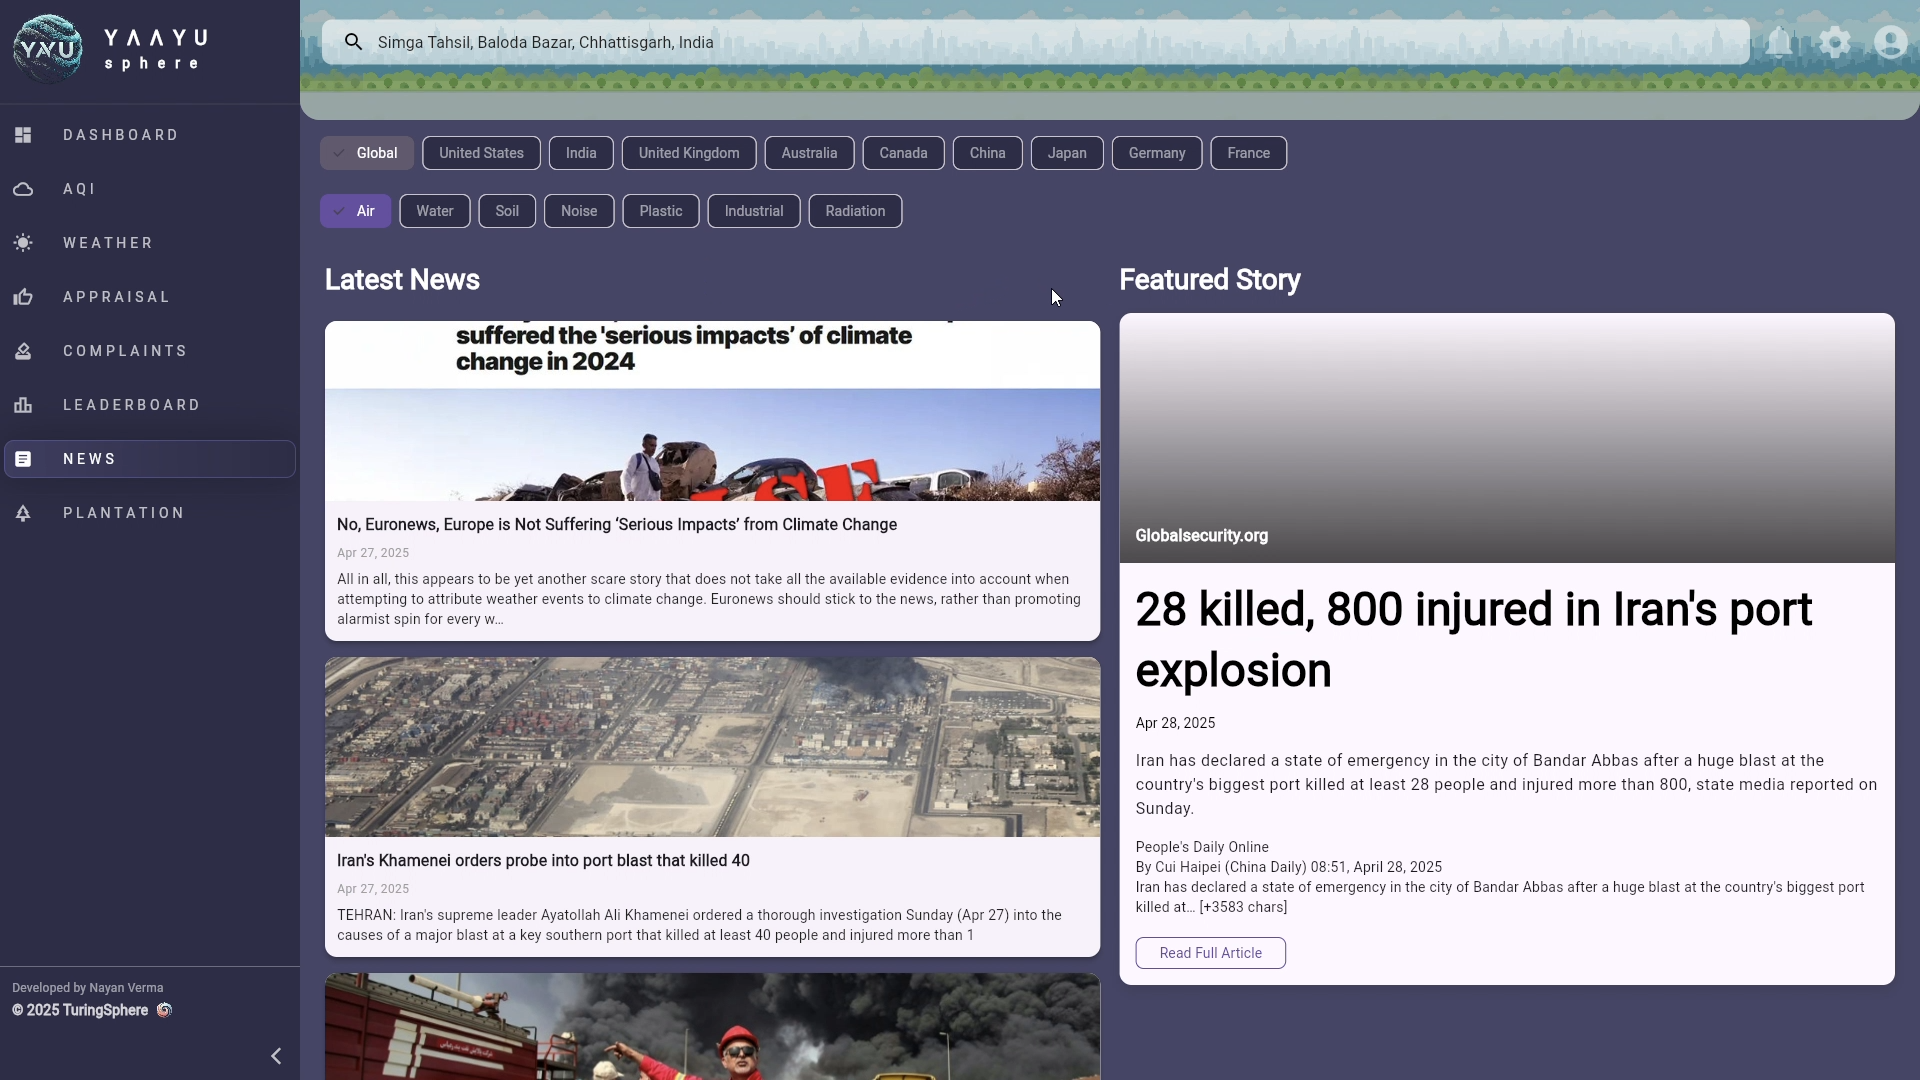 YAYU
YAAYU
sphere
Simga Tahsil, Baloda Bazar, Chhattisgarh, India
DASHBOARD
AQI
WEATHER
APPRAISAL
COMPLAINTS
LEADERBOARD
NEWS
PLANTATION
Developed by Nayan Verma
© 2025 TuringSphere
Global
United States
India
United Kingdom
Australia
Canada
China
Japan
Germany
France
Air
Water
Soil
Noise
Plastic
Industrial
Radiation
Latest News
suffered the 'serious impacts’ of climate
change in 2024
No, Euronews, Europe is Not Suffering ‘Serious Impacts’ from Climate Change
Apr 27, 2025
All in all, this appears to be yet another scare story that does not take all the available evidence into account when
attempting to attribute weather events to climate change. Euronews should stick to the news, rather than promoting
alarmist spin for every w…
Iran's Khamenei orders probe into port blast that killed 40
Apr 27, 2025
TEHRAN: Iran's supreme leader Ayatollah Ali Khamenei ordered a thorough investigation Sunday (Apr 27) into the
causes of a major blast at a key southern port that killed at least 40 people and injured more than 1
Featured Story
Globalsecurity.org
28 killed, 800 injured in Iran's port
explosion
Apr 28, 2025
Iran has declared a state of emergency in the city of Bandar Abbas after a huge blast at the
country's biggest port killed at least 28 people and injured more than 800, state media reported on
Sunday.
People's Daily Online
By Cui Haipei (China Daily) 08:51, April 28, 2025
Iran has declared a state of emergency in the city of Bandar Abbas after a huge blast at the country's biggest port
killed at… [+3583 chars]
Read Full Article